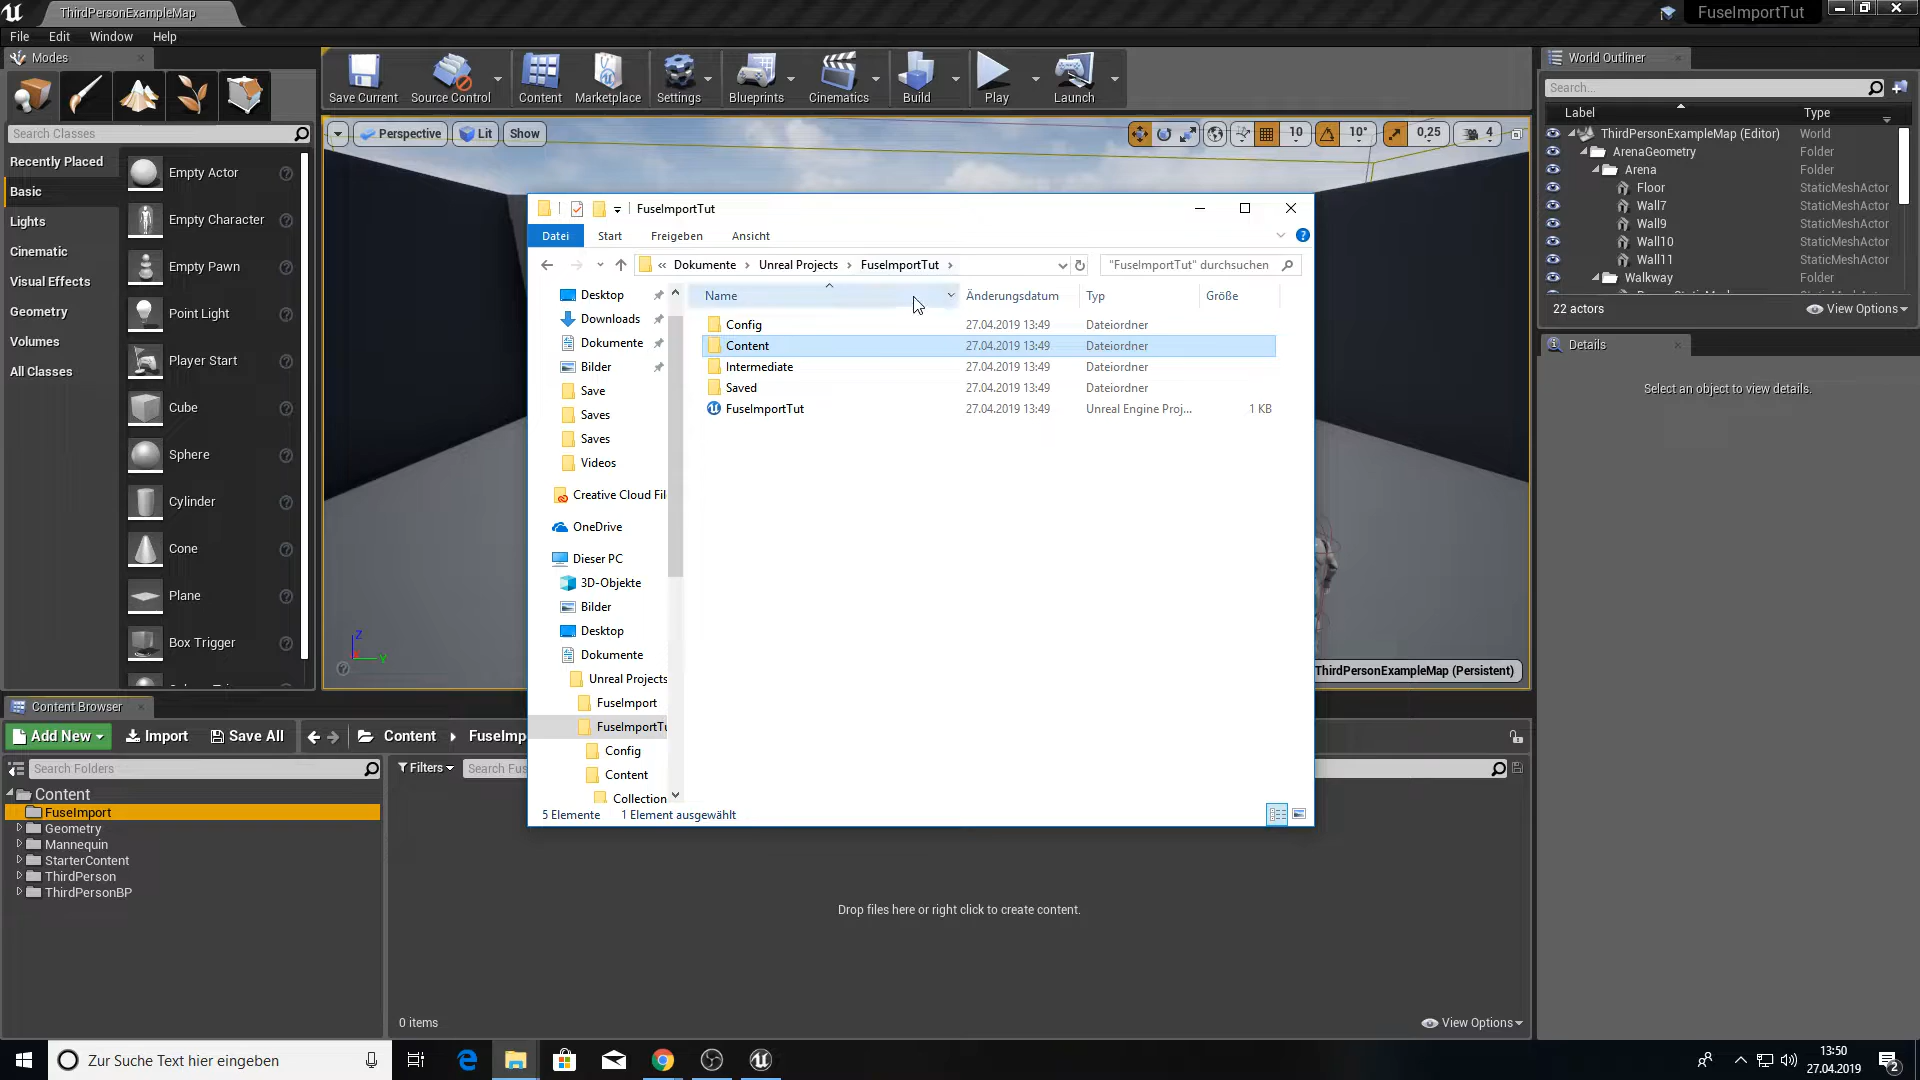 ThirdPersonExampleMap
FuseImportTut
File Edit Window Help
Modes
World Outliner
Save Current Source Control Content Marketplace Settings Blueprints Cinematics Build Play Launch
Search...
Label Type
Search Classes
Perspective Lit Show
10 10° 0,25 4
ThirdPersonExampleMap (Editor) World
ArenaGeometry Folder
Arena Folder
Floor StaticMeshActor
Wall7 StaticMeshActor
Wall9 StaticMeshActor
Wall10 StaticMeshActor
Wall11 StaticMeshActor
Walkway Folder
22 actors View Options
Details
Select an object to view details.
Recently Placed
Basic
Lights
Cinematic
Visual Effects
Geometry
Volumes
All Classes
Empty Actor
Empty Character
Empty Pawn
Point Light
Player Start
Cube
Sphere
Cylinder
Cone
Plane
Box Trigger
FuseImportTut
Datei Start Freigeben Ansicht
« Dokumente › Unreal Projects › FuseImportTut ›
"FuseImportTut" durchsuchen
Name Änderungsdatum Typ Größe
Config 27.04.2019 13:49 Dateiordner
Content 27.04.2019 13:49 Dateiordner
Intermediate 27.04.2019 13:49 Dateiordner
Saved 27.04.2019 13:49 Dateiordner
FuseImportTut 27.04.2019 13:49 Unreal Engine Proj... 1 KB
Desktop
Downloads
Dokumente
Bilder
Save
Saves
Saves
Videos
Creative Cloud Fil
OneDrive
Dieser PC
3D-Objekte
Bilder
Desktop
Dokumente
Unreal Projects
FuseImport
FuseImportTu
Config
Content
Collection
5 Elemente 1 Element ausgewählt
Z
Y
ThirdPersonExampleMap (Persistent)
Content Browser
Add New Import Save All Content FuseImp
Search Folders
Filters Search Fus
Content
FuseImport
Geometry
Mannequin
StarterContent
ThirdPerson
ThirdPersonBP
Drop files here or right click to create content.
0 items View Options
Zur Suche Text hier eingeben
13:50
27.04.2019
2